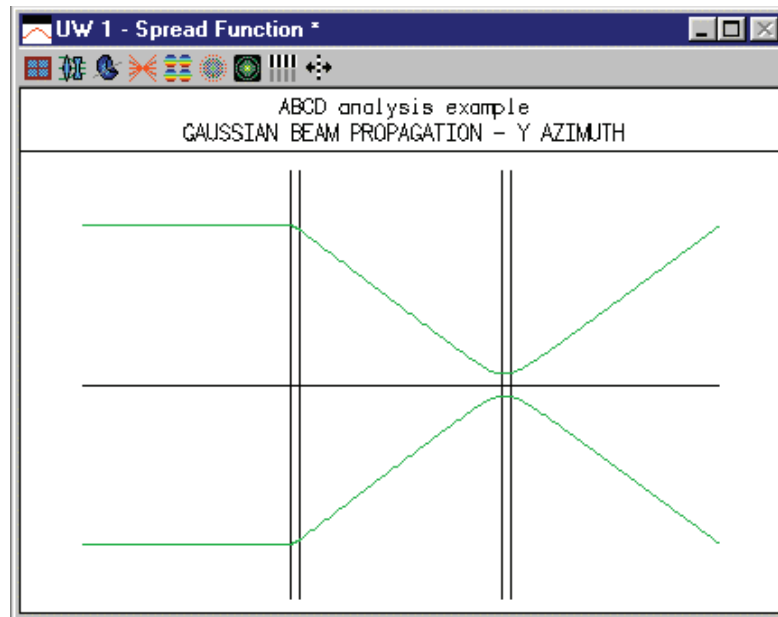 UW 1 - Spread Function *
ABCD analysis example
GAUSSIAN BEAM PROPAGATION - Y AZIMUTH